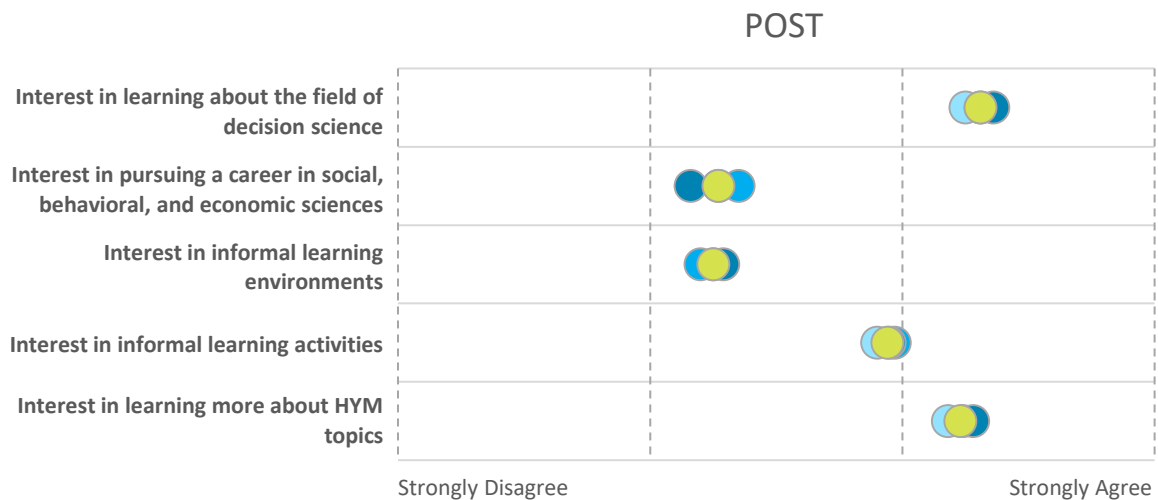 POST
Interest in learning about the field of
decision science
Interest in pursuing a career in social,
behavioral, and economic sciences
Interest in informal learning
environments
Interest in informal learning activities
Interest in learning more about HYM
topics
Strongly Disagree
Strongly Agree